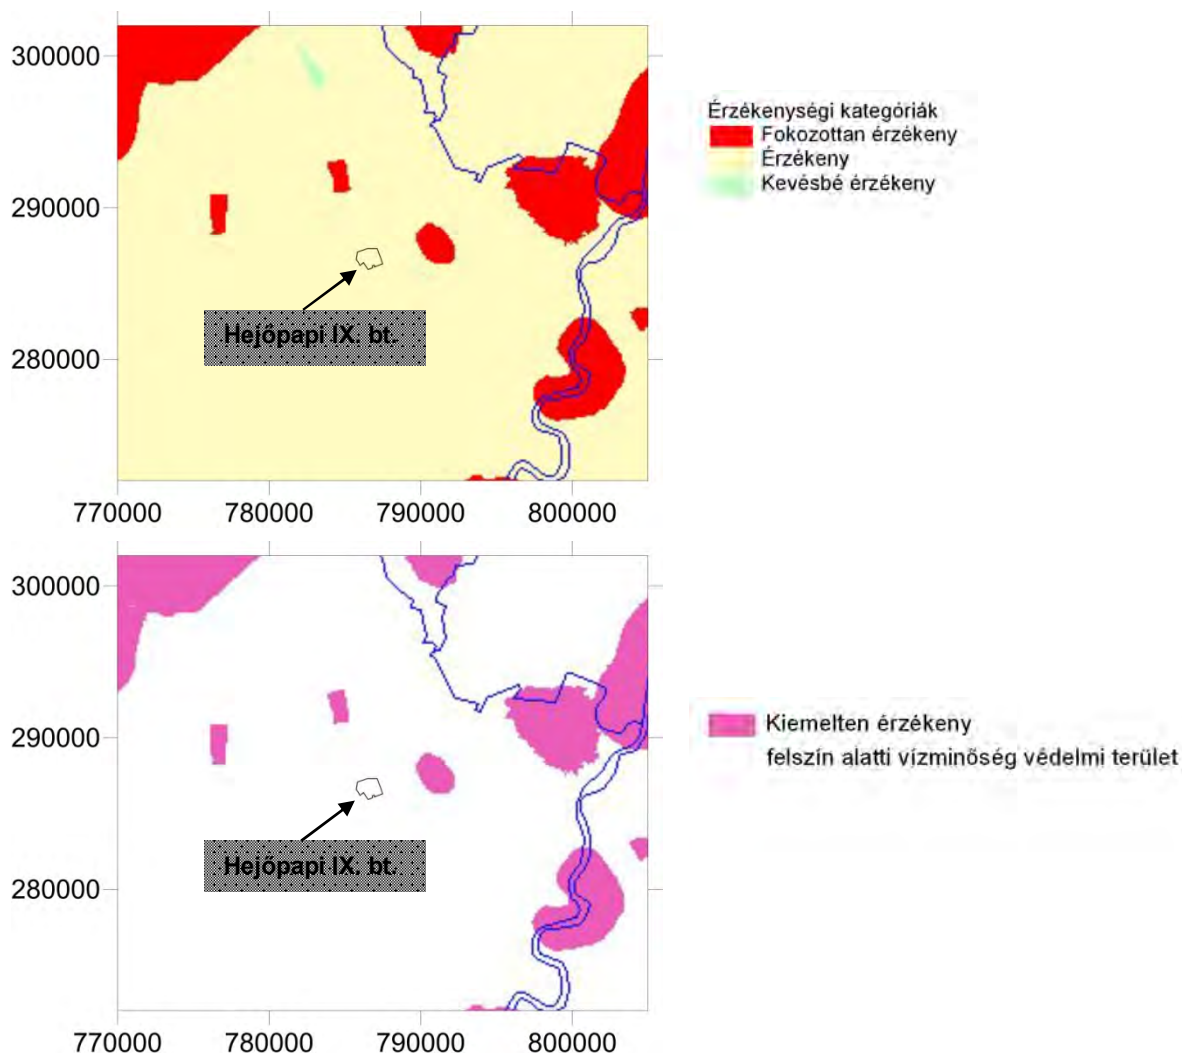 300000
290000
280000
770000 780000 790000 800000
Hejőpapi IX. bt.
Érzékenységi kategóriák
Fokozottan érzékeny
Érzékeny
Kevésbé érzékeny
300000
290000
280000
770000 780000 790000 800000
Hejőpapi IX. bt.
Kiemelten érzékeny
felszín alatti vízminőség védelmi terület